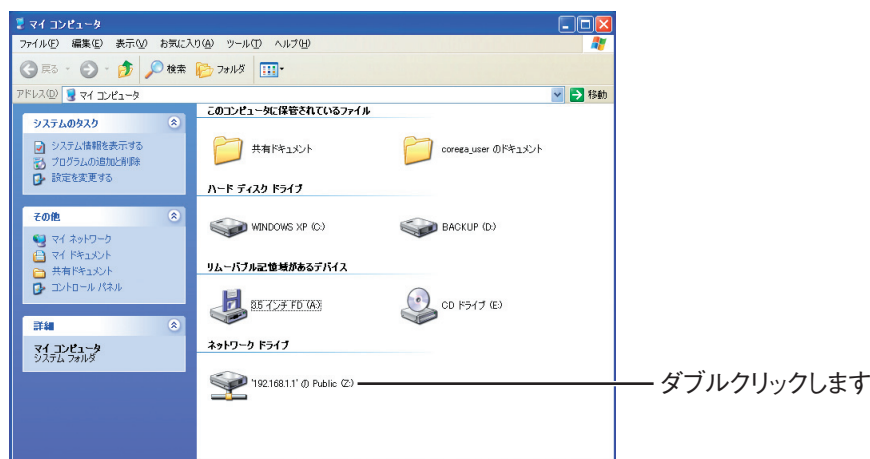 マイ コンピュータ
ファイル(F) 編集(E) 表示(V) お気に入り(A) ツール(T) ヘルプ(H)
戻る 検索 フォルダ
アドレス(D) マイ コンピュータ 移動
システムのタスク
システム情報を表示する
プログラムの追加と削除
設定を変更する
その他
マイ ネットワーク
マイ ドキュメント
共有ドキュメント
コントロール パネル
詳細
マイ コンピュータ
システム フォルダ
このコンピュータに保管されているファイル
共有ドキュメント corega_user のドキュメント
ハード ディスク ドライブ
WINDOWS XP (C:) BACKUP (D:)
リムーバブル記憶域があるデバイス
3.5 インチ FD (A:) CD ドライブ (E:)
ネットワーク ドライブ
'192.168.1.1' の Public (Z:)
ダブルクリックします